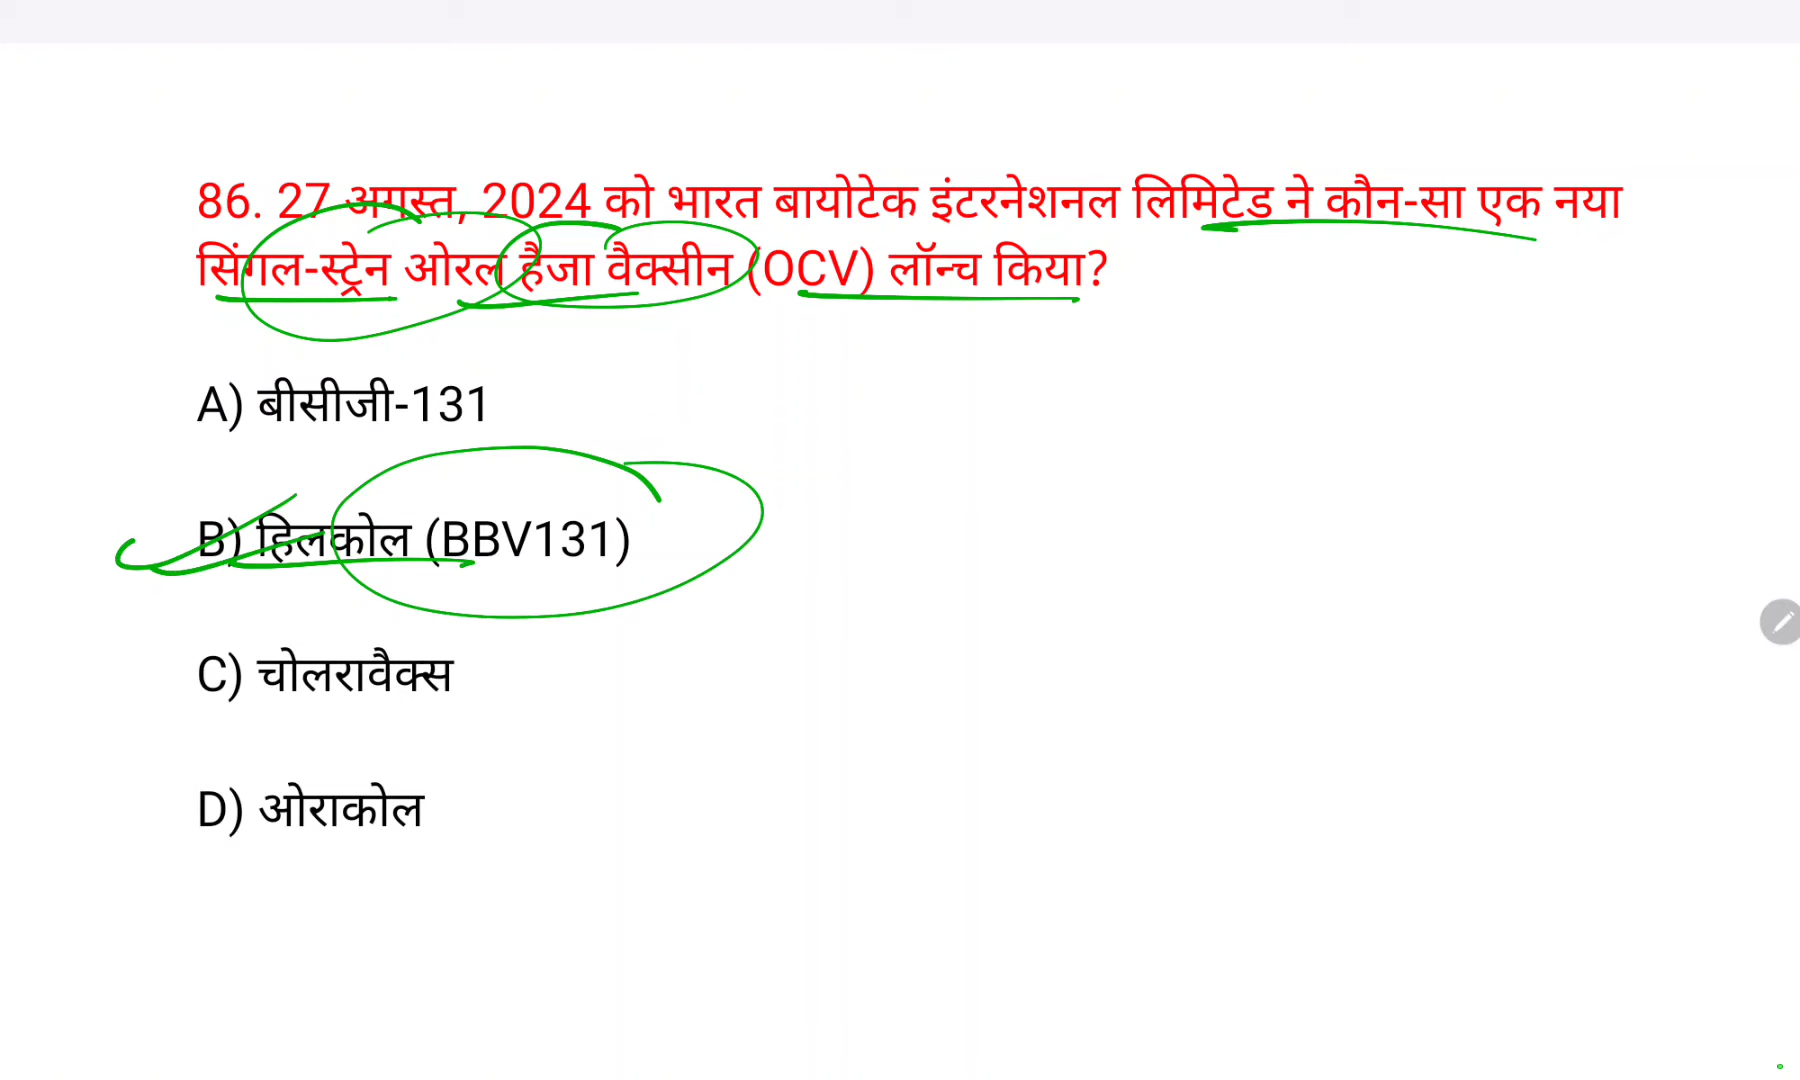 86. 27 अगस्त, 2024 को भारत बायोटेक इंटरनेशनल लिमिटेड ने कौन-सा एक नया
सिंगल-स्ट्रेन ओरल हैजा वैक्सीन (OCV) लॉन्च किया?
A) बीसीजी-131
B) हिलकोल (BBV131)
C) चोलरावैक्स
D) ओराकोल